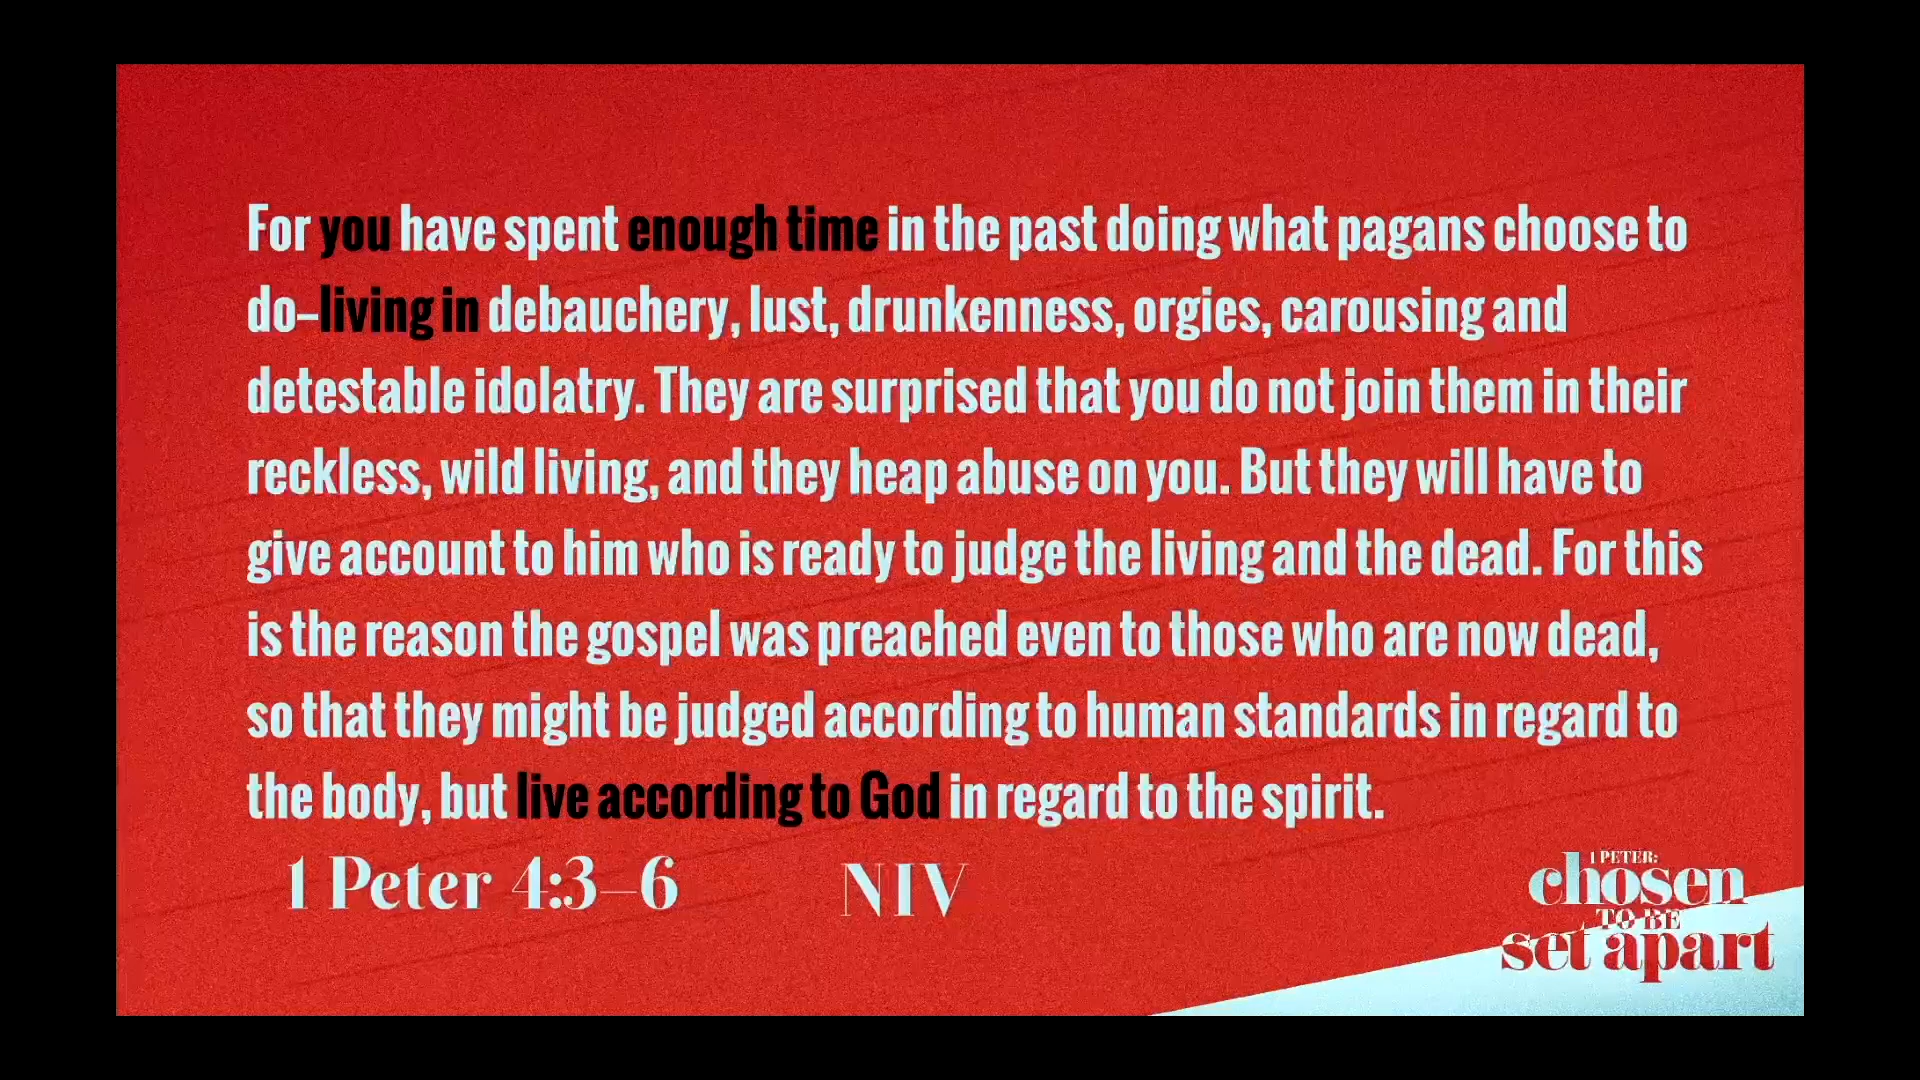 For you have spent enough time in the past doing what pagans choose to
do–living in debauchery, lust, drunkenness, orgies, carousing and
detestable idolatry. They are surprised that you do not join them in their
reckless, wild living, and they heap abuse on you. But they will have to
give account to him who is ready to judge the living and the dead. For this
is the reason the gospel was preached even to those who are now dead,
so that they might be judged according to human standards in regard to
the body, but live according to God in regard to the spirit.
1 Peter 4:3–6 NIV
1 PETER:
chosen
TO BE
set apart